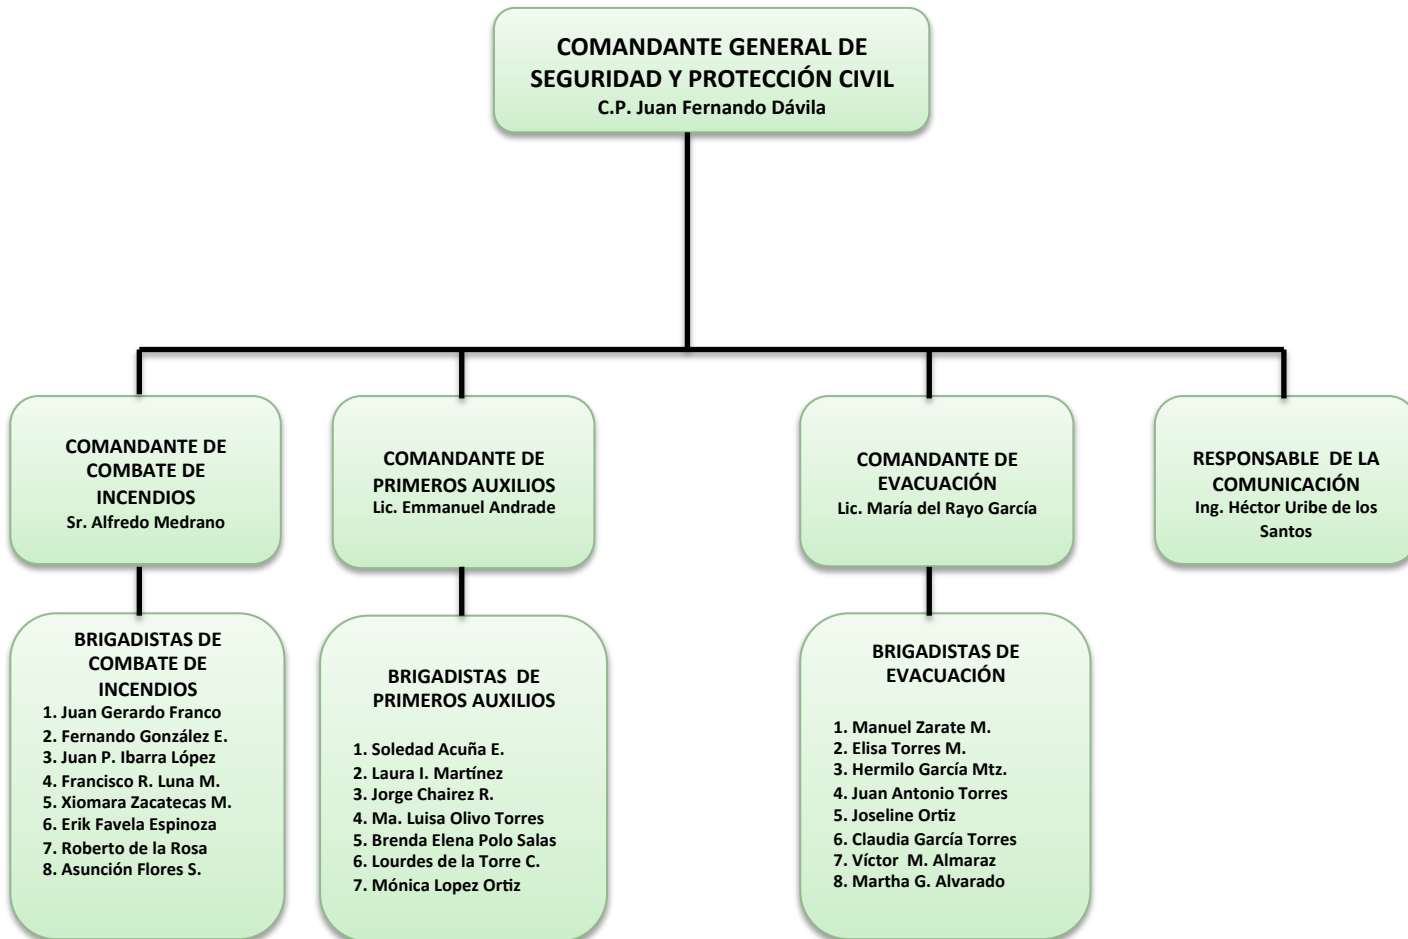 COMANDANTE GENERAL DE
SEGURIDAD Y PROTECCIÓN CIVIL
C.P. Juan Fernando Dávila
COMANDANTE DE
COMBATE DE
INCENDIOS
Sr. Alfredo Medrano
COMANDANTE DE
PRIMEROS AUXILIOS
Lic. Emmanuel Andrade
COMANDANTE DE
EVACUACIÓN
Lic. María del Rayo García
RESPONSABLE DE LA
COMUNICACIÓN
Ing. Héctor Uribe de los
Santos
BRIGADISTAS DE
COMBATE DE
INCENDIOS
1. Juan Gerardo Franco
2. Fernando González E.
3. Juan P. Ibarra López
4. Francisco R. Luna M.
5. Xiomara Zacatecas M.
6. Erik Favela Espinoza
7. Roberto de la Rosa
8. Asunción Flores S.
BRIGADISTAS DE
PRIMEROS AUXILIOS
1. Soledad Acuña E.
2. Laura I. Martínez
3. Jorge Chairez R.
4. Ma. Luisa Olivo Torres
5. Brenda Elena Polo Salas
6. Lourdes de la Torre C.
7. Mónica Lopez Ortiz
BRIGADISTAS DE
EVACUACIÓN
1. Manuel Zarate M.
2. Elisa Torres M.
3. Hermilo García Mtz.
4. Juan Antonio Torres
5. Joseline Ortiz
6. Claudia García Torres
7. Víctor M. Almaraz
8. Martha G. Alvarado